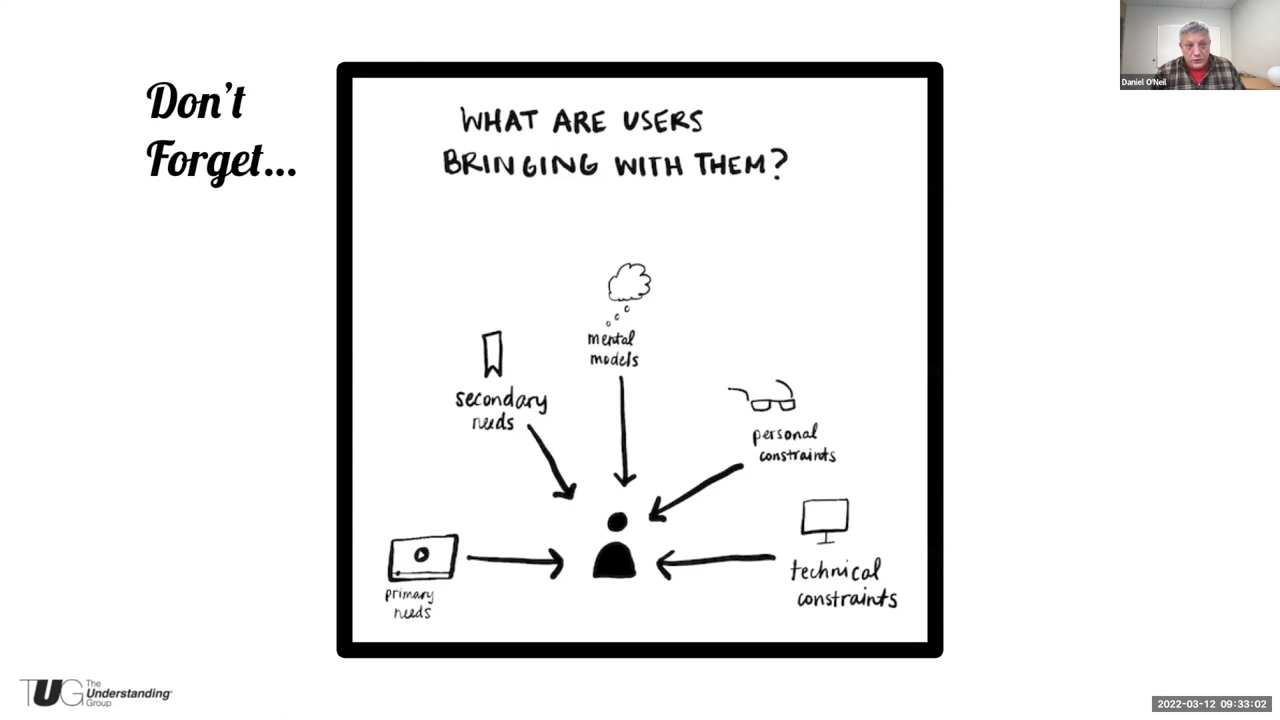 Don't
Forget...
WHAT ARE USERS
BRINGING WITH THEM?
mental
models
secondary
needs
personal
constraints
primary
needs
technical
constraints
Daniel O'Neil
TUG The
Understanding
Group
2022-03-12 09:33:02